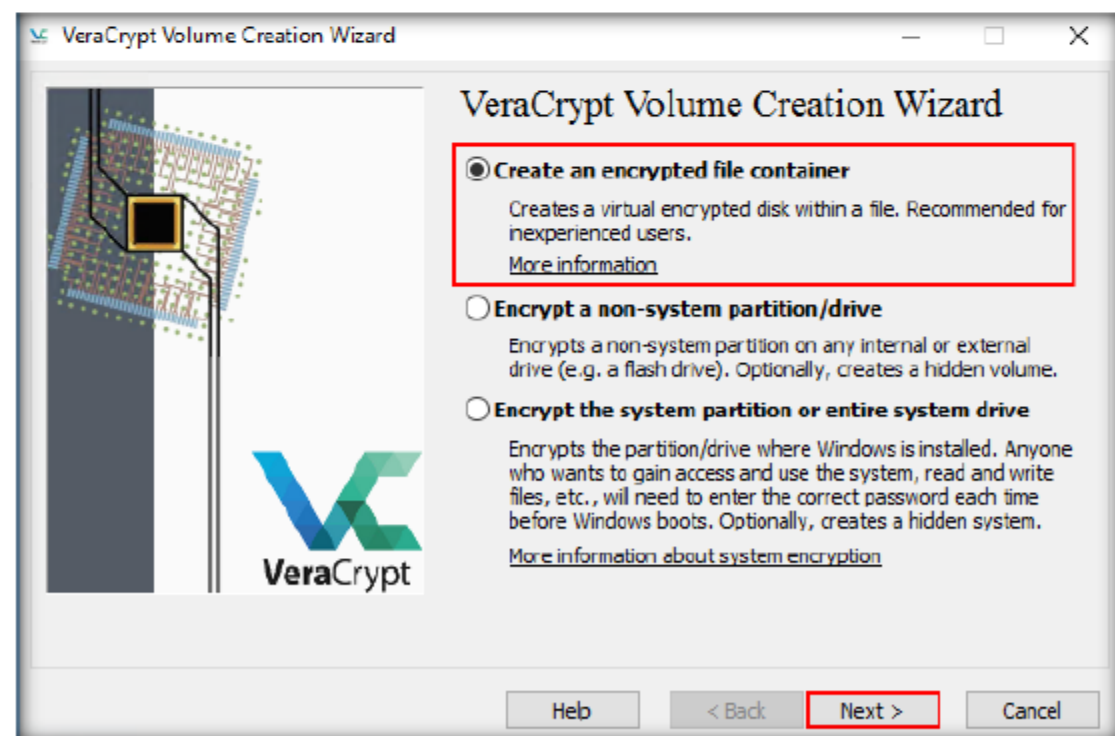 VeraCrypt Volume Creation Wizard
VeraCrypt Volume Creation Wizard
Create an encrypted file container
Creates a virtual encrypted disk within a file. Recommended for
inexperienced users.
More information
Encrypt a non-system partition/drive
Encrypts a non-system partition on any internal or external
drive (e.g. a flash drive). Optionally, creates a hidden volume.
Encrypt the system partition or entire system drive
Encrypts the partition/drive where Windows is installed. Anyone
who wants to gain access and use the system, read and write
files, etc., will need to enter the correct password each time
before Windows boots. Optionally, creates a hidden system.
More information about system encryption
VeraCrypt
Help
< Back
Next >
Cancel